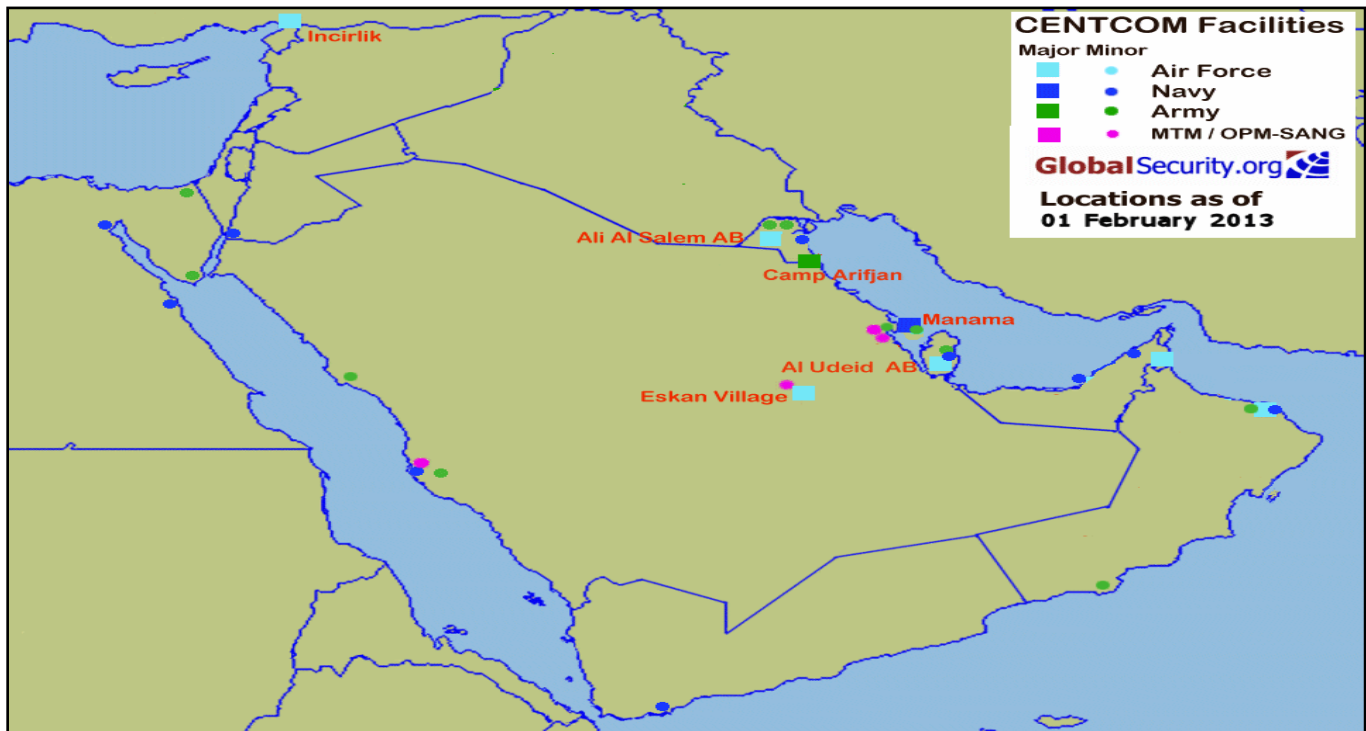 CENTCOM Facilities
Major Minor
Air Force
Navy
Army
MTM / OPM-SANG
GlobalSecurity.org
Locations as of
01 February 2013
Incirlik
Ali Al Salem AB
Camp Arifjan
Manama
Al Udeid AB
Eskan Village